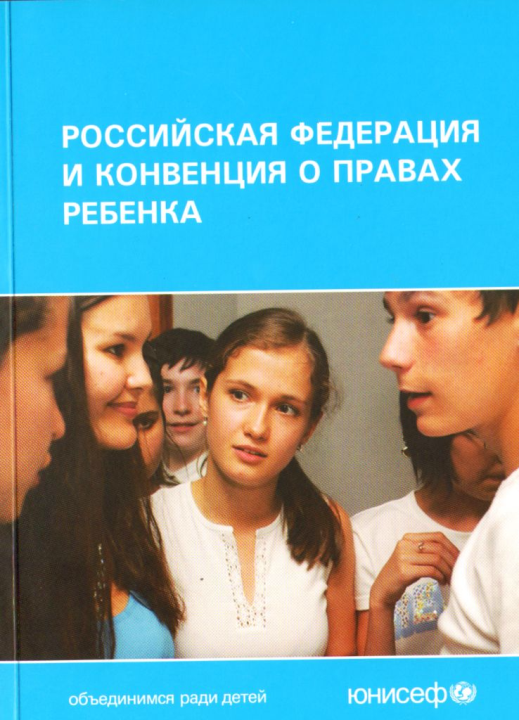 РОССИЙСКАЯ ФЕДЕРАЦИЯ
И КОНВЕНЦИЯ О ПРАВАХ
РЕБЕНКА
объединимся ради детей
ЮНИСЕФ